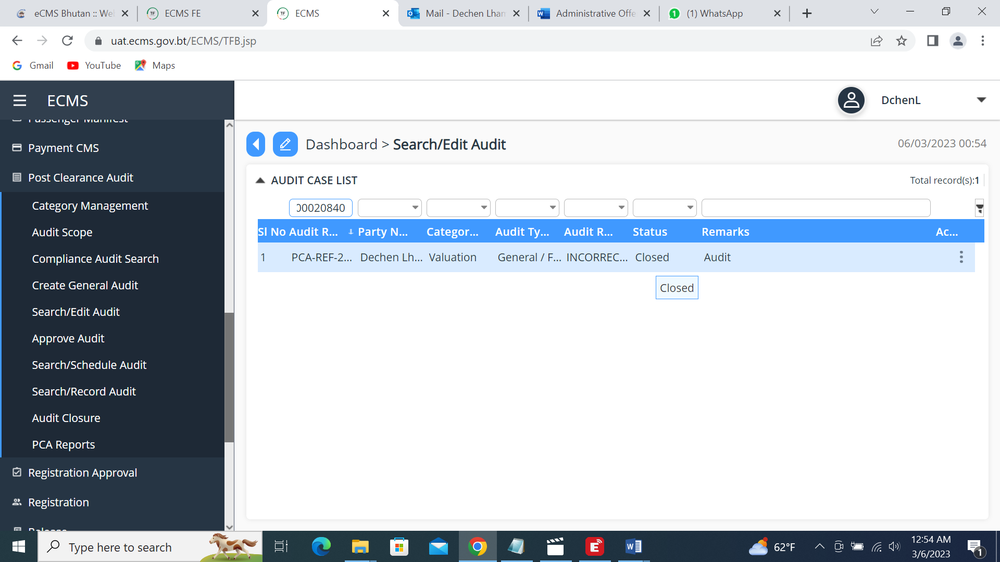 eCMS Bhutan :: Wel
ECMS FE
ECMS
Mail - Dechen Lham
Administrative Offe
(1) WhatsApp
uat.ecms.gov.bt/ECMS/TFB.jsp
Gmail
YouTube
Maps
ECMS
DchenL
Passenger Manifest
Payment CMS
Post Clearance Audit
Category Management
Audit Scope
Compliance Audit Search
Create General Audit
Search/Edit Audit
Approve Audit
Search/Schedule Audit
Search/Record Audit
Audit Closure
PCA Reports
Registration Approval
Registration
Release
Dashboard > Search/Edit Audit
06/03/2023 00:54
AUDIT CASE LIST
Total record(s):1
00020840
Sl No Audit R... Party N... Categor... Audit Ty... Audit R... Status Remarks Ac...
1 PCA-REF-2... Dechen Lh... Valuation General / F... INCORREC... Closed Audit
Closed
Type here to search
62°F
12:54 AM
3/6/2023
1